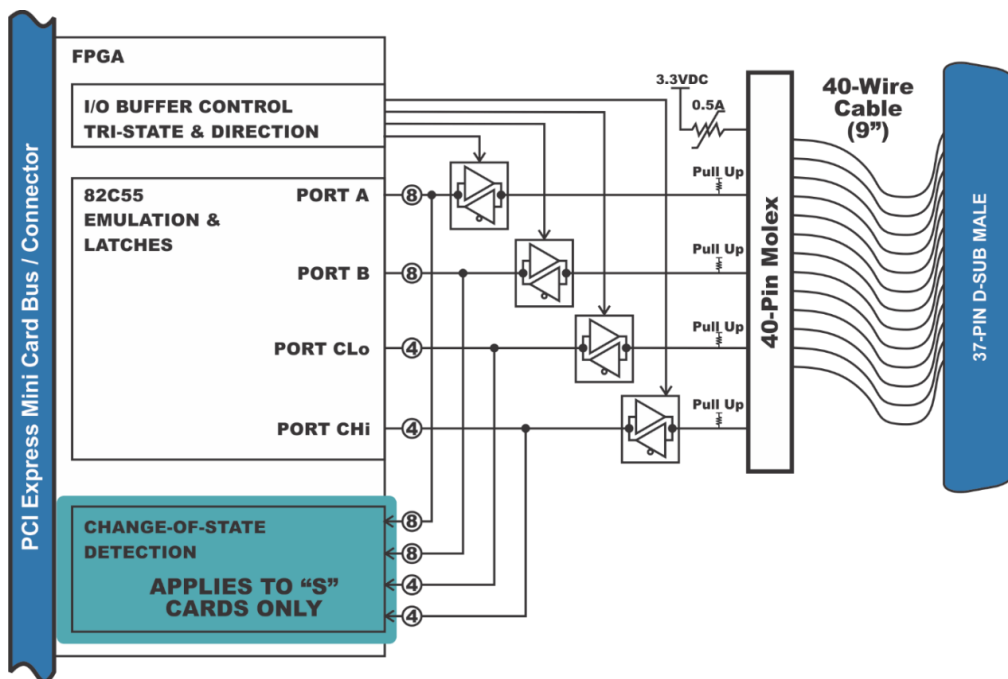 PCI Express Mini Card Bus / Connector
FPGA
I/O BUFFER CONTROL
TRI-STATE & DIRECTION
82C55
EMULATION &
LATCHES
PORT A
8
PORT B
8
PORT CLo
4
PORT CHi
4
CHANGE-OF-STATE
DETECTION
APPLIES TO “S”
CARDS ONLY
8
8
4
4
3.3VDC
0.5A
Pull Up
Pull Up
Pull Up
Pull Up
40-Pin Molex
40-Wire
Cable
(9”)
37-PIN D-SUB MALE